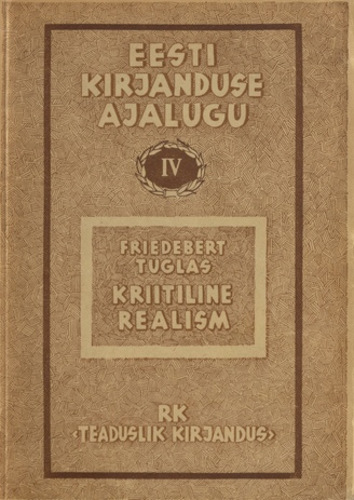 EESTI
KIRJANDUSE
AJALUGU
IV
FRIEDEBERT
TUGLAS
KRIITILINE
REALISM
RK
‹TEADUSLIK KIRJANDUS›